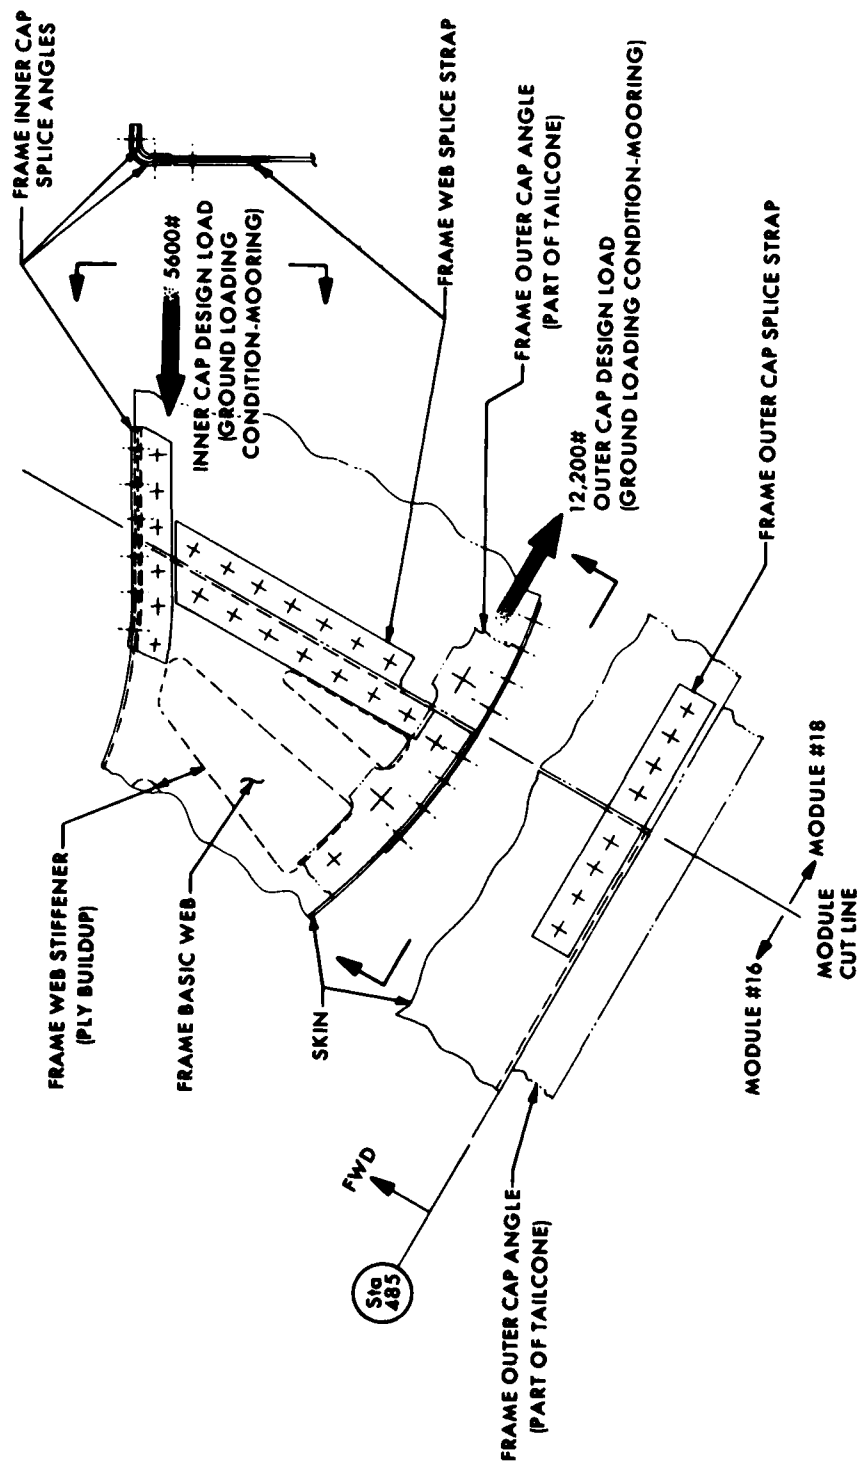 FRAME INNER CAP
SPLICE ANGLES
5600#
INNER CAP DESIGN LOAD
(GROUND LOADING
CONDITION-MOORING)
FRAME WEB SPLICE STRAP
FRAME OUTER CAP ANGLE
(PART OF TAILCONE)
12,200#
OUTER CAP DESIGN LOAD
(GROUND LOADING CONDITION-MOORING)
FRAME OUTER CAP SPLICE STRAP
FRAME WEB STIFFENER
(PLY BUILDUP)
FRAME BASIC WEB
SKIN
MODULE #18
MODULE #16
MODULE
CUT LINE
FWD
Sta
485
FRAME OUTER CAP ANGLE
(PART OF TAILCONE)